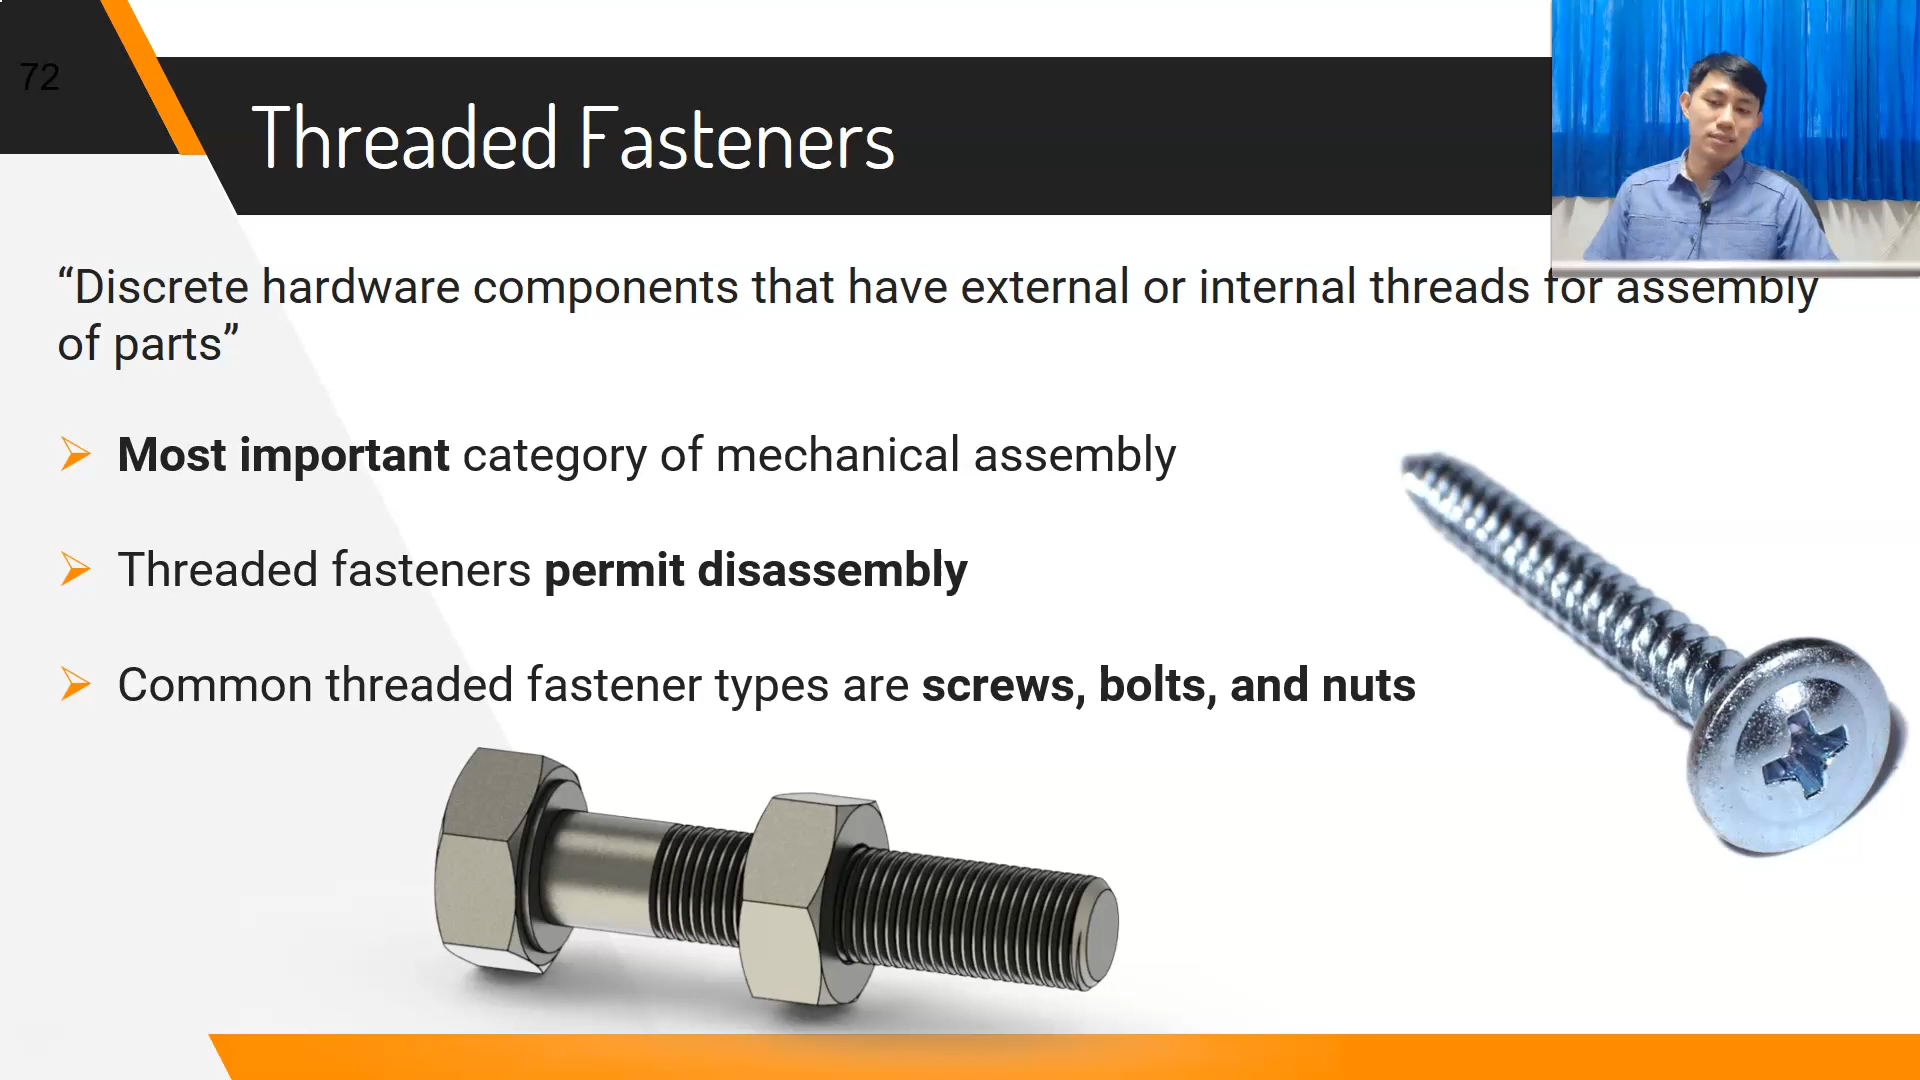 72
Threaded Fasteners
“Discrete hardware components that have external or internal threads for assembly
of parts”
Most important category of mechanical assembly
Threaded fasteners permit disassembly
Common threaded fastener types are screws, bolts, and nuts